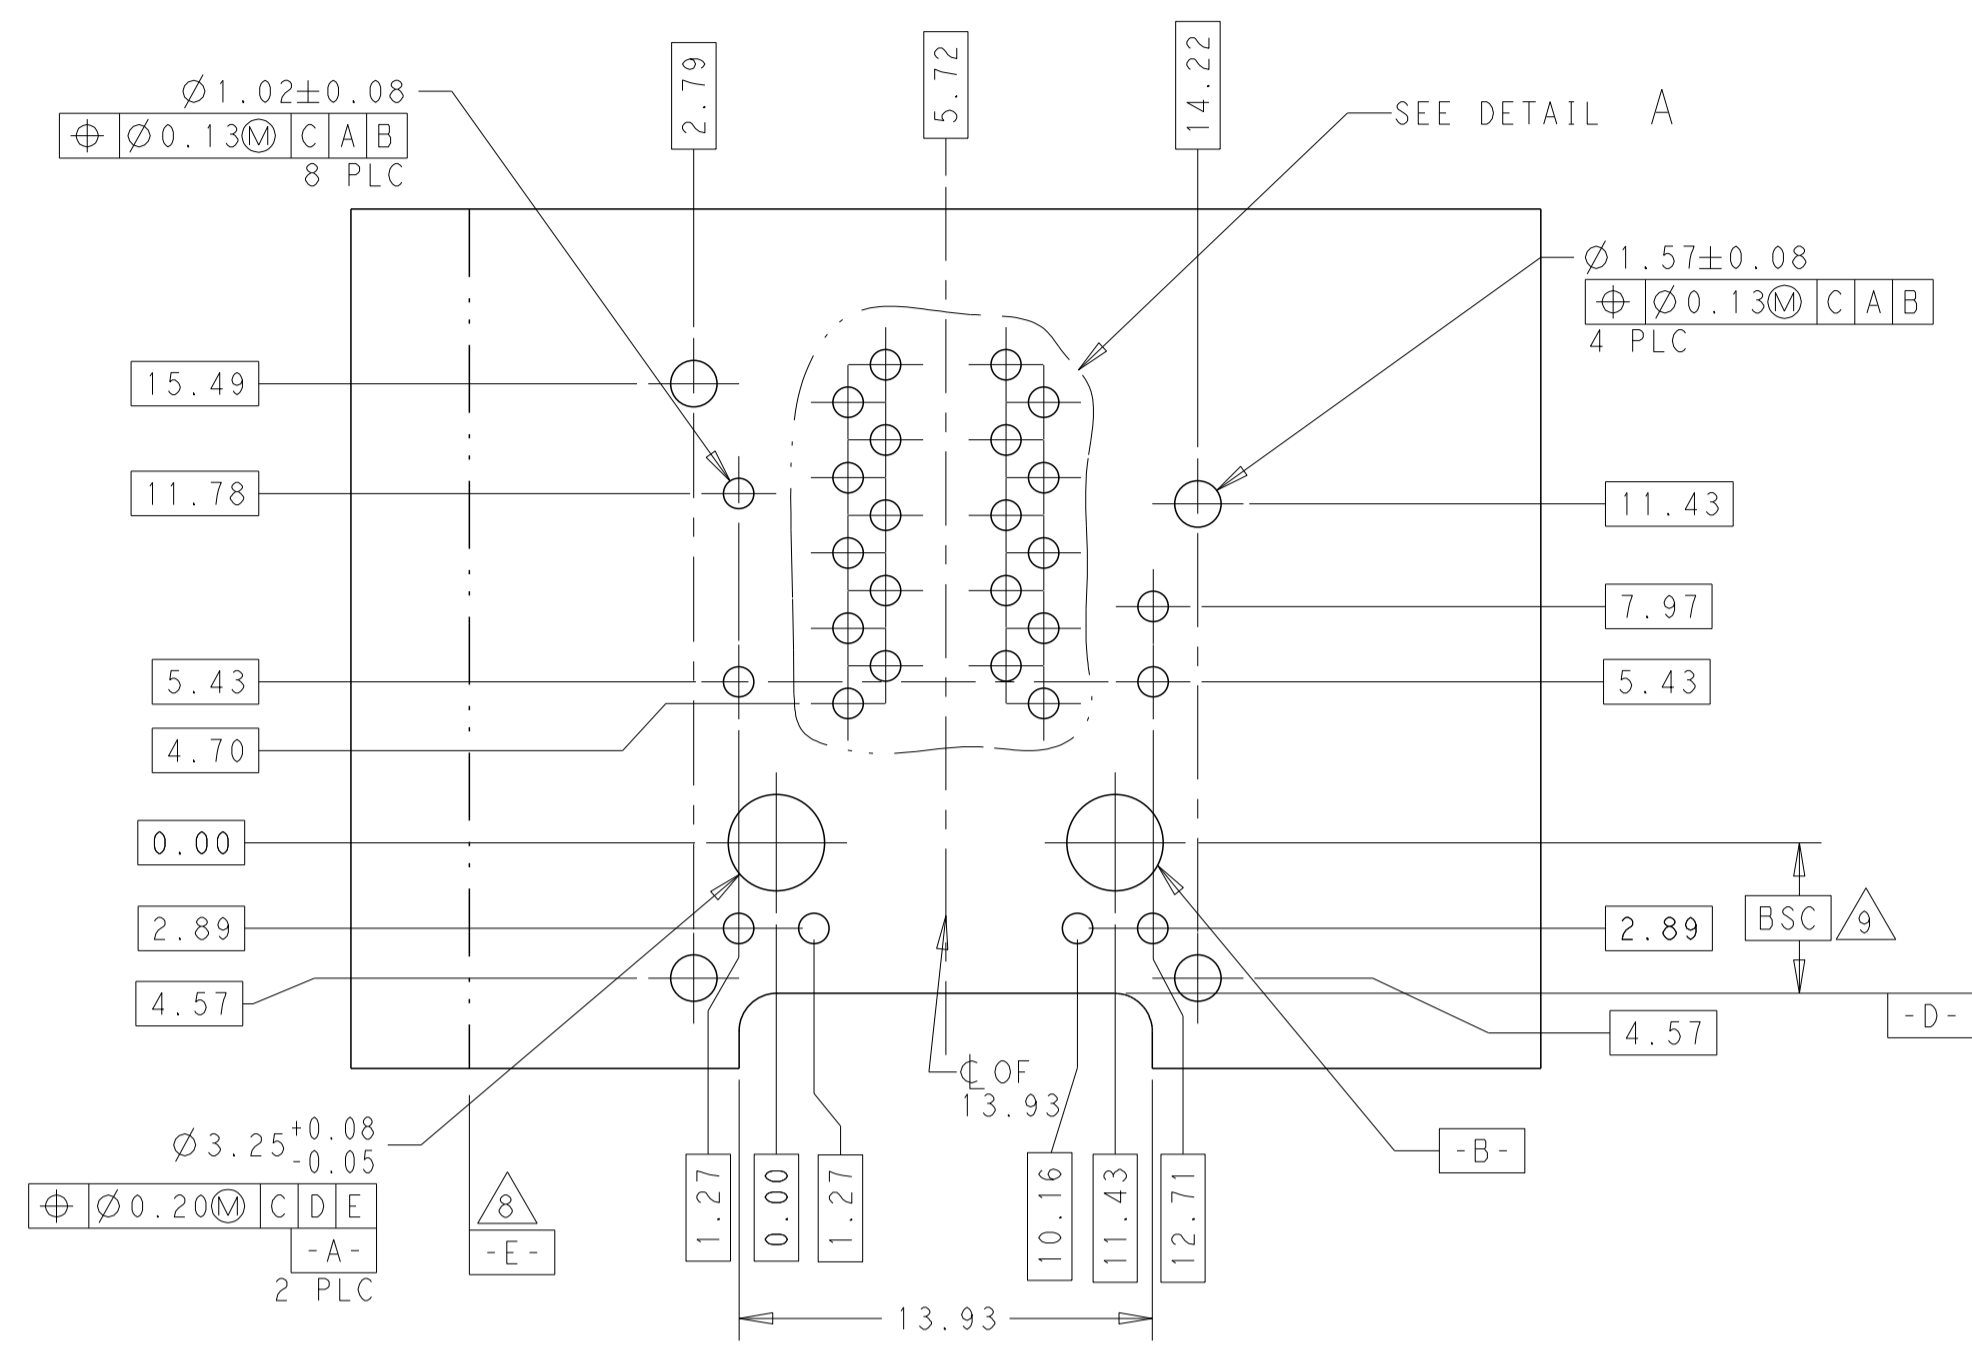 2.79
5.72
14.22
Ø1.02±0.08
⌖ Ø0.13Ⓜ C A B
8 PLC
SEE DETAIL A
Ø1.57±0.08
⌖ Ø0.13Ⓜ C A B
4 PLC
15.49
11.78
11.43
7.97
5.43
5.43
4.70
0.00
2.89
2.89
BSC 9
4.57
4.57
-D-
℄ OF
13.93
Ø3.25 +0.08 -0.05
⌖ Ø0.20Ⓜ C D E
-A-
2 PLC
8
-E-
1.27
0.00
1.27
10.16
11.43
12.71
-B-
13.93